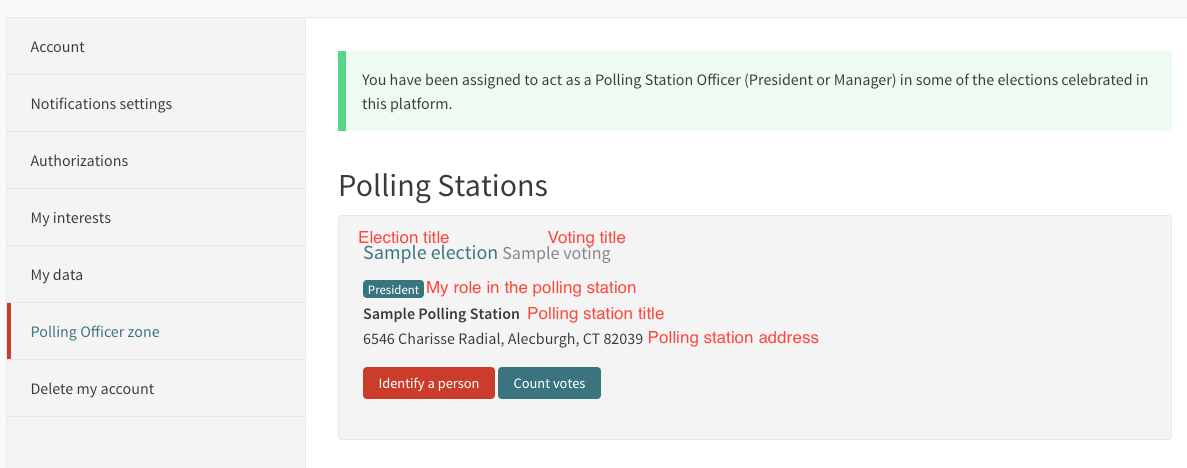 Account
Notifications settings
Authorizations
My interests
My data
Polling Officer zone
Delete my account
You have been assigned to act as a Polling Station Officer (President or Manager) in some of the elections celebrated in
this platform.
Polling Stations
Election title Voting title
Sample election Sample voting
President My role in the polling station
Sample Polling Station Polling station title
6546 Charisse Radial, Alecburgh, CT 82039 Polling station address
Identify a person Count votes